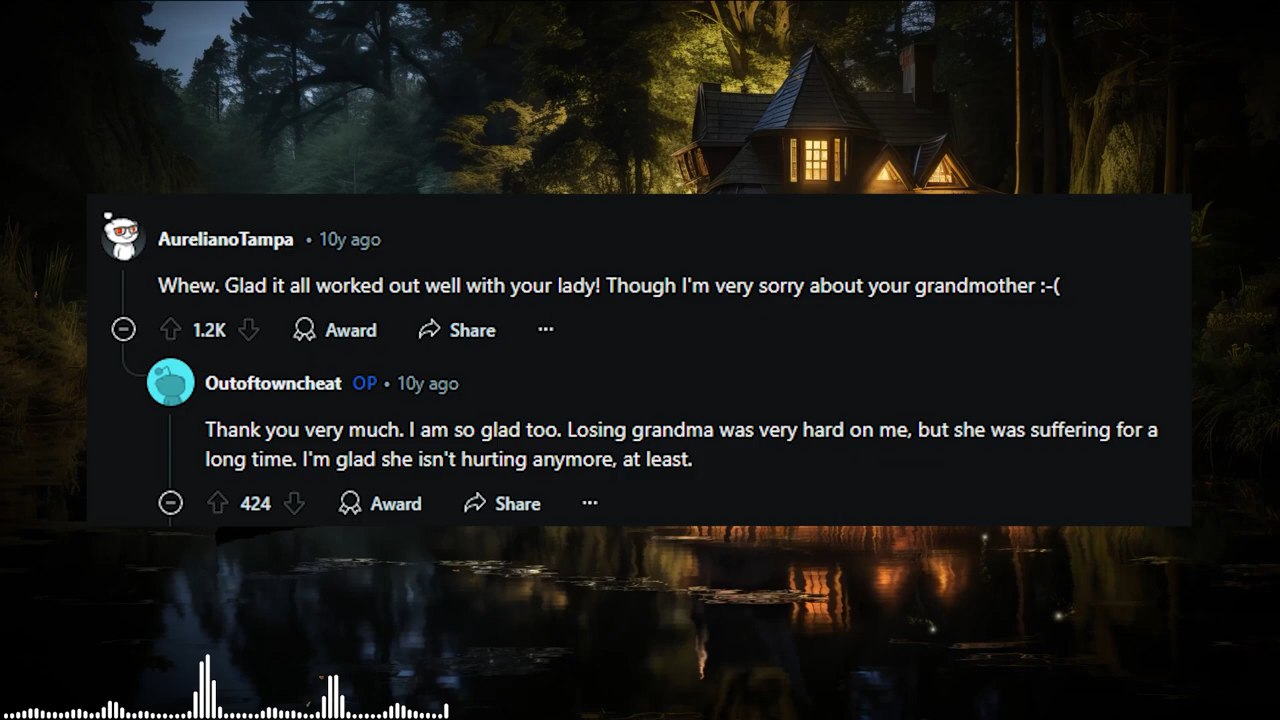 AurelianoTampa • 10y ago
Whew. Glad it all worked out well with your lady! Though I'm very sorry about your grandmother :-(
1.2K Award Share ...
Outoftowncheat OP • 10y ago
Thank you very much. I am so glad too. Losing grandma was very hard on me, but she was suffering for a
long time. I'm glad she isn't hurting anymore, at least.
424 Award Share ...